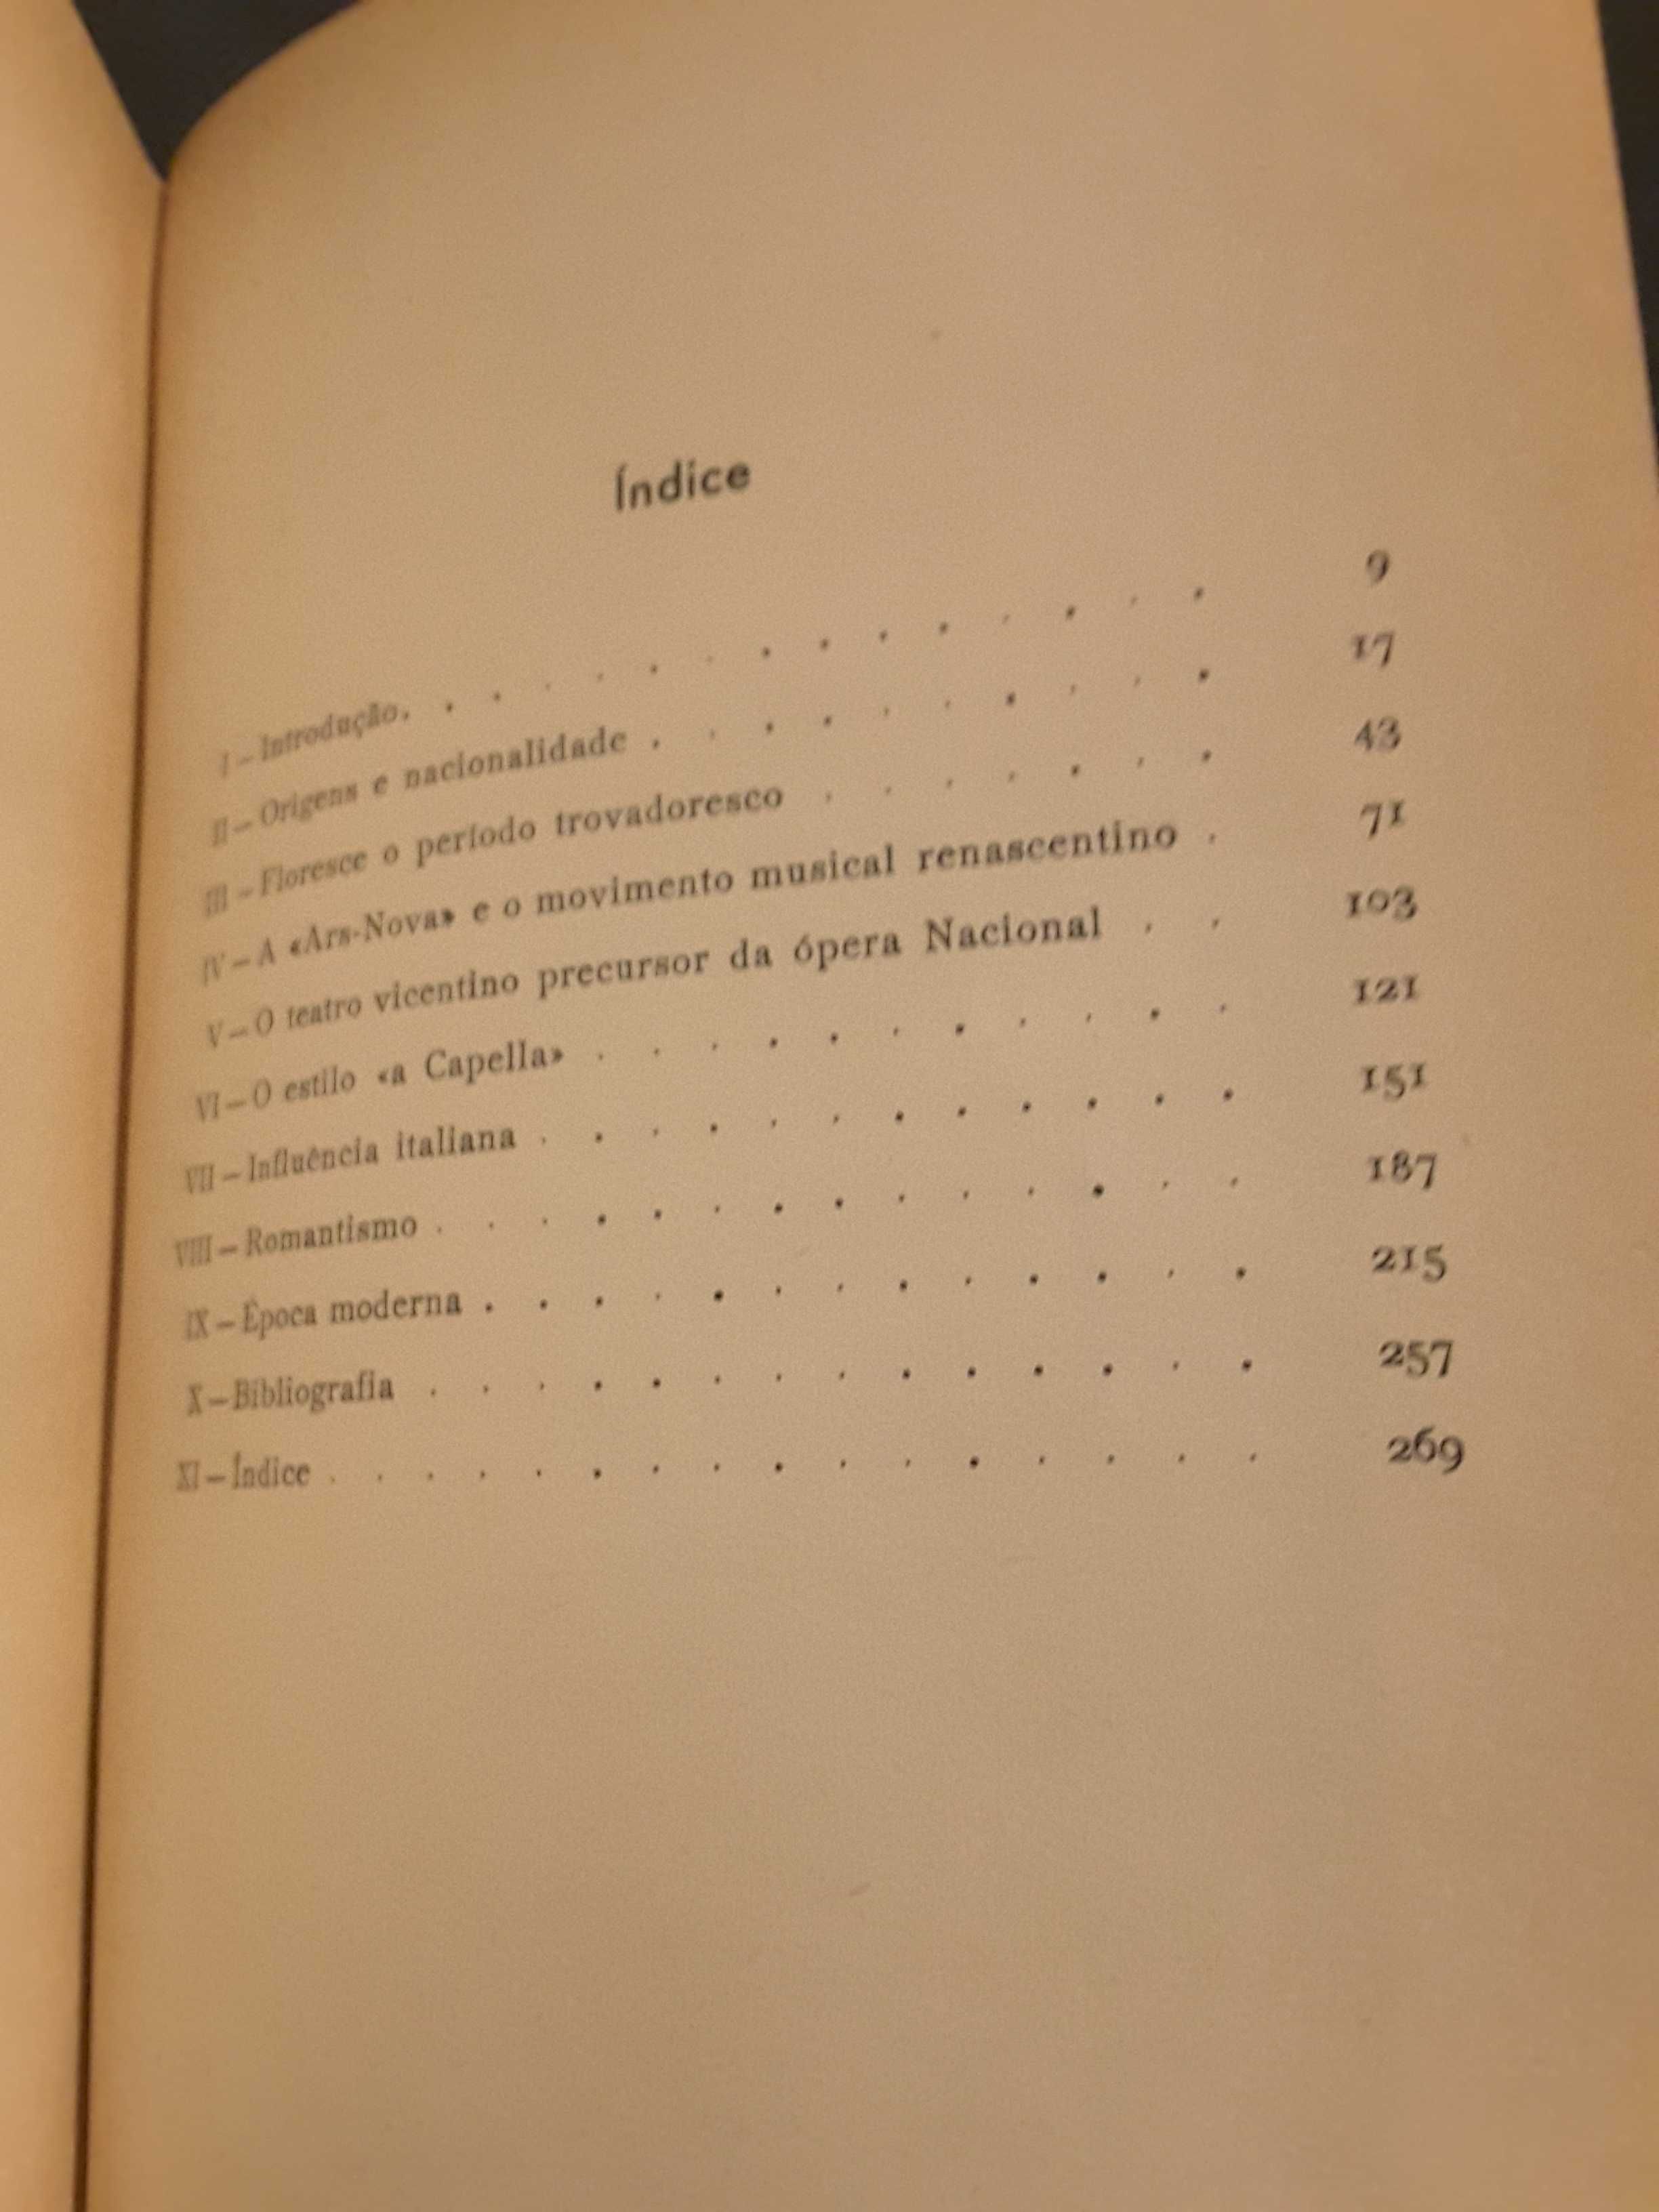 Índice
I – Introdução. . . . . . . . . . . . . . . 9
II – Origens e nacionalidade . . . . . . . . . . 17
III – Floresce o período trovadoresco . . . . . . . 43
IV – A «Ars-Nova» e o movimento musical renascentino . 71
V – O teatro vicentino precursor da ópera Nacional . . 103
VI – O estilo «a Capella» . . . . . . . . . . . 121
VII – Influência italiana . . . . . . . . . . . . 151
VIII – Romantismo . . . . . . . . . . . . . . 187
IX – Época moderna . . . . . . . . . . . . . 215
X – Bibliografia . . . . . . . . . . . . . . 257
XI – Índice . . . . . . . . . . . . . . . . 269